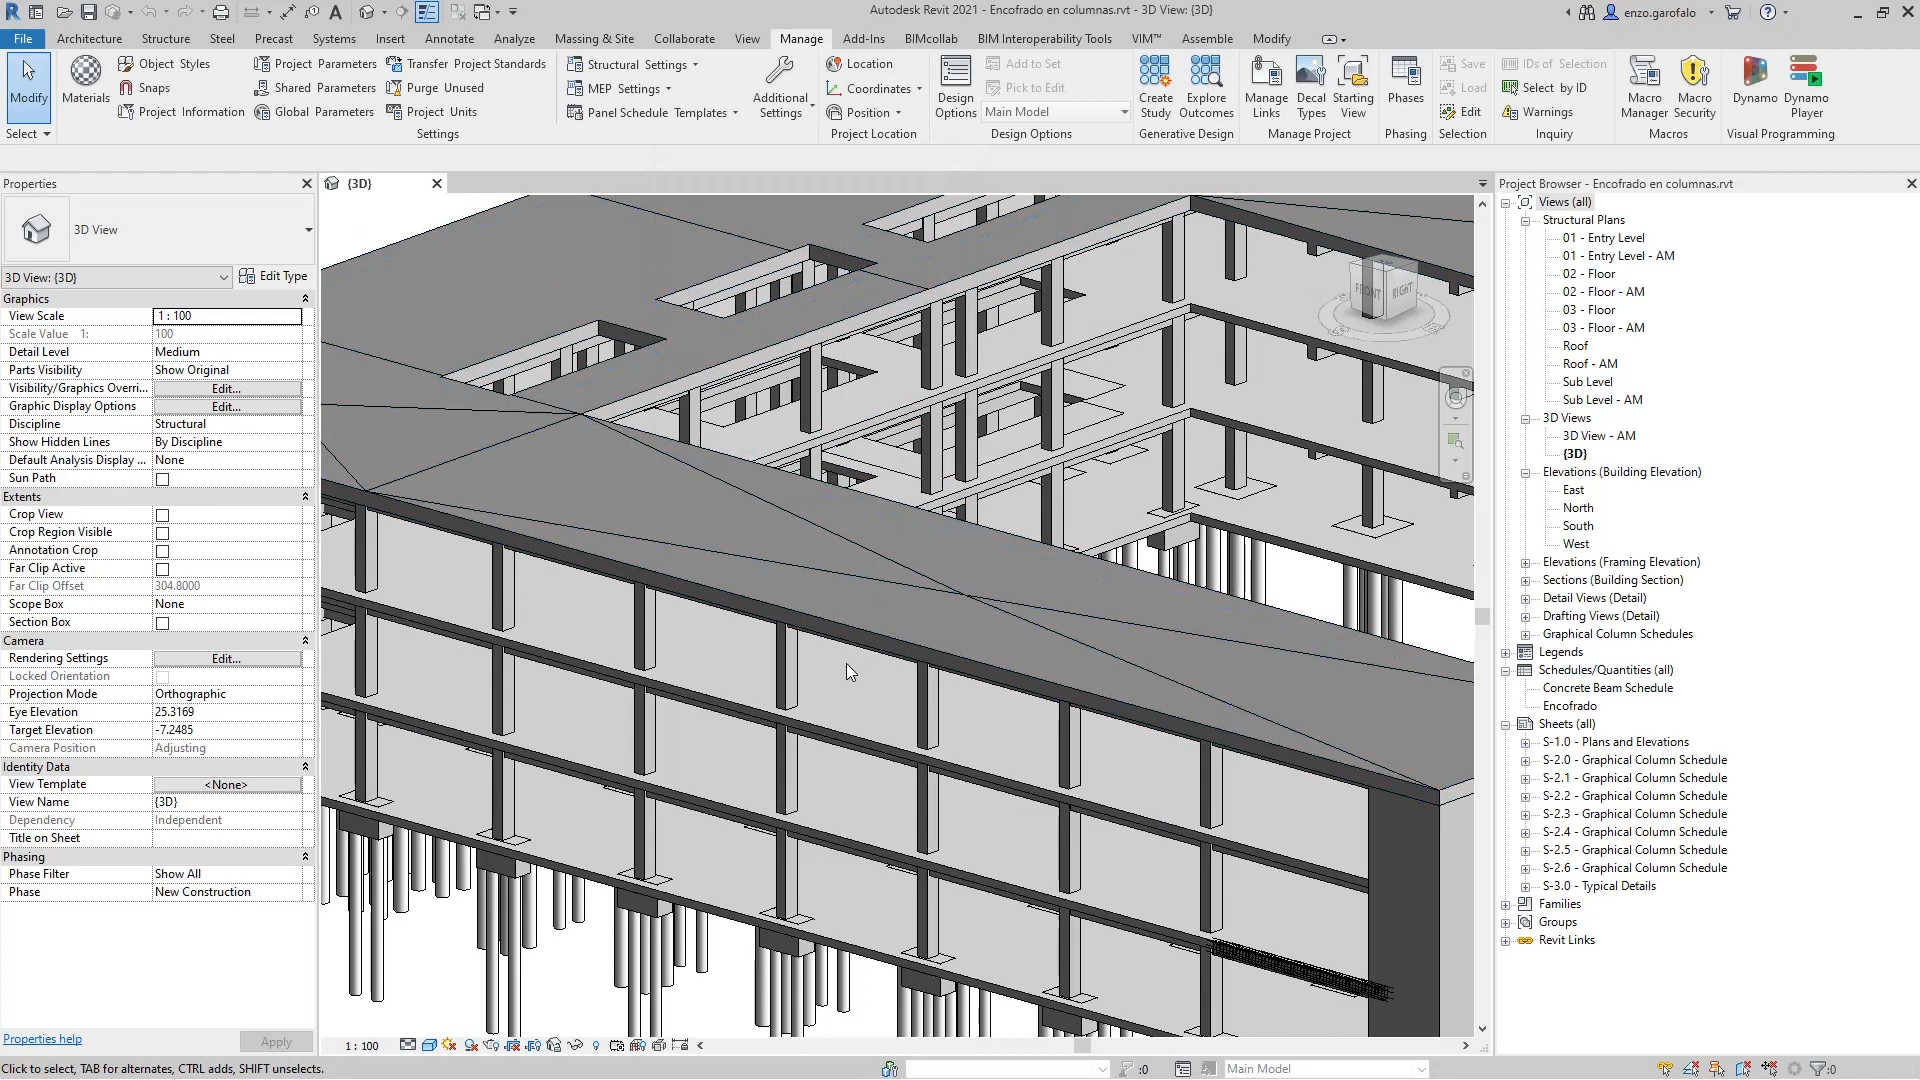 Autodesk Revit 2021 - Encofrado en columnas.rvt - 3D View: {3D}
enzo.garofalo
File Architecture Structure Steel Precast Systems Insert Annotate Analyze Massing & Site Collaborate View Manage Add-Ins BIMcollab BIM Interoperability Tools VIM™ Assemble Modify
Modify
Select
Materials
Object Styles
Snaps
Project Information
Project Parameters
Shared Parameters
Global Parameters
Transfer Project Standards
Purge Unused
Project Units
Settings
Structural Settings
MEP Settings
Panel Schedule Templates
Additional Settings
Location
Coordinates
Position
Project Location
Design Options
Add to Set
Pick to Edit
Main Model
Design Options
Create Study
Explore Outcomes
Generative Design
Manage Links
Decal Types
Starting View
Manage Project
Phases
Phasing
Save
Load
Edit
Selection
IDs of Selection
Select by ID
Warnings
Inquiry
Macro Manager
Macro Security
Macros
Dynamo
Dynamo Player
Visual Programming
Properties
3D View
3D View: {3D}
Edit Type
Graphics
View Scale 1 : 100
Scale Value 1: 100
Detail Level Medium
Parts Visibility Show Original
Visibility/Graphics Overri... Edit...
Graphic Display Options Edit...
Discipline Structural
Show Hidden Lines By Discipline
Default Analysis Display ... None
Sun Path
Extents
Crop View
Crop Region Visible
Annotation Crop
Far Clip Active
Far Clip Offset 304.8000
Scope Box None
Section Box
Camera
Rendering Settings Edit...
Locked Orientation
Projection Mode Orthographic
Eye Elevation 25.3169
Target Elevation -7.2485
Camera Position Adjusting
Identity Data
View Template <None>
View Name {3D}
Dependency Independent
Title on Sheet
Phasing
Phase Filter Show All
Phase New Construction
Properties help
Apply
{3D}
FRONT
RIGHT
1 : 100
Project Browser - Encofrado en columnas.rvt
Views (all)
Structural Plans
01 - Entry Level
01 - Entry Level - AM
02 - Floor
02 - Floor - AM
03 - Floor
03 - Floor - AM
Roof
Roof - AM
Sub Level
Sub Level - AM
3D Views
3D View - AM
{3D}
Elevations (Building Elevation)
East
North
South
West
Elevations (Framing Elevation)
Sections (Building Section)
Detail Views (Detail)
Drafting Views (Detail)
Graphical Column Schedules
Legends
Schedules/Quantities (all)
Concrete Beam Schedule
Encofrado
Sheets (all)
S-1.0 - Plans and Elevations
S-2.0 - Graphical Column Schedule
S-2.1 - Graphical Column Schedule
S-2.2 - Graphical Column Schedule
S-2.3 - Graphical Column Schedule
S-2.4 - Graphical Column Schedule
S-2.5 - Graphical Column Schedule
S-2.6 - Graphical Column Schedule
S-3.0 - Typical Details
Families
Groups
Revit Links
Click to select, TAB for alternates, CTRL adds, SHIFT unselects.
:0
Main Model
:0